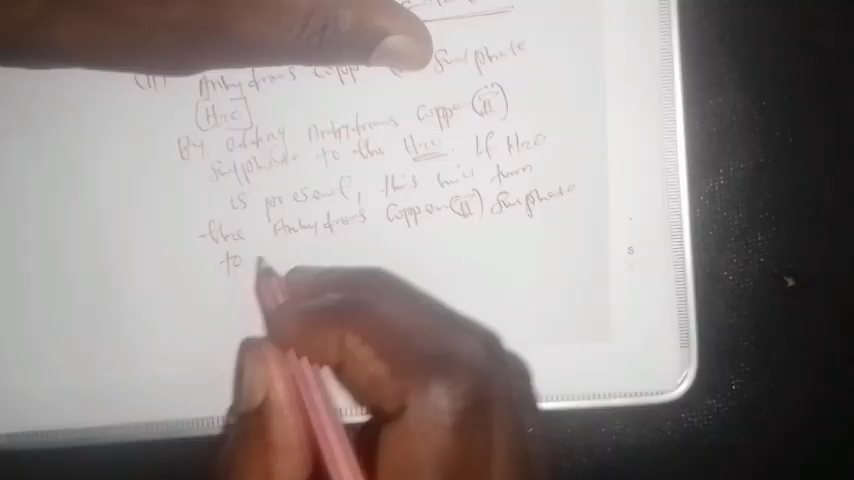 (ii) Anhydrous Copp Sulphate
[H2O]
By adding Anhydrous Copper (II)
Sulphate to the H2O. If H2O
is present, this will turn
the Anhydrous Copper (II) Sulphate
to